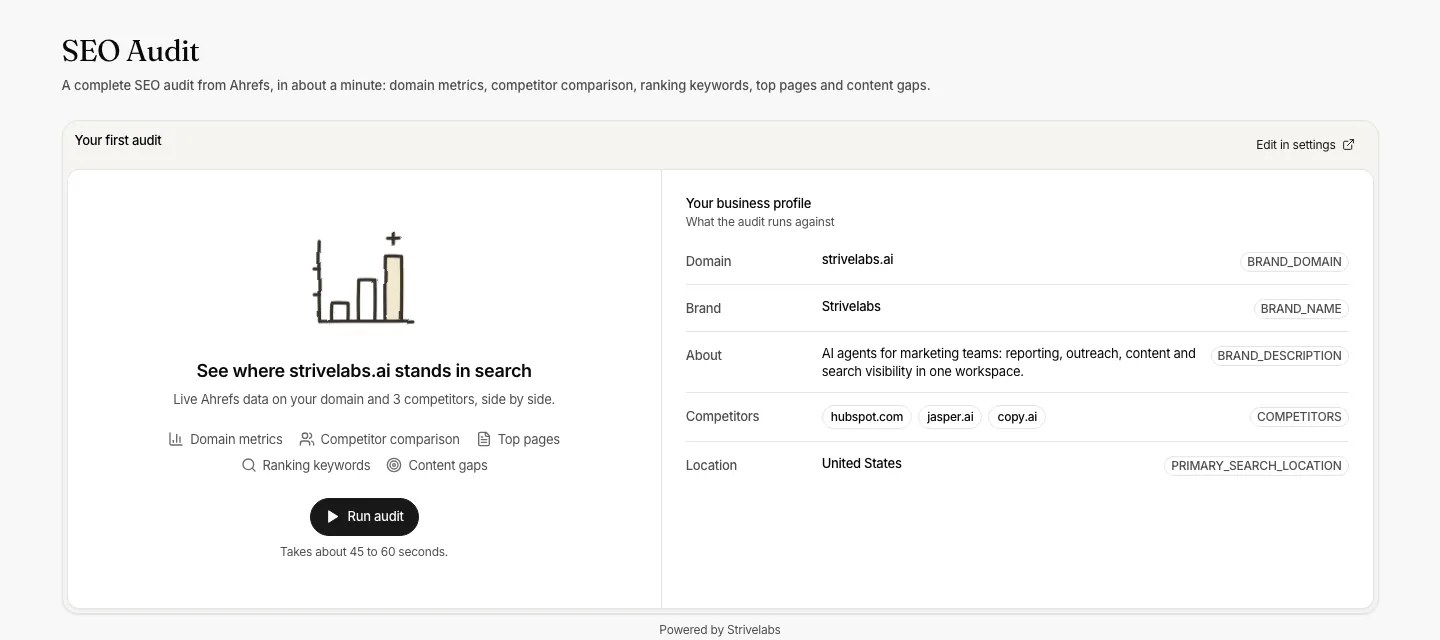 SEO Audit
A complete SEO audit from Ahrefs, in about a minute: domain metrics, competitor comparison, ranking keywords, top pages and content gaps.
Your first audit
Edit in settings
See where strivelabs.ai stands in search
Live Ahrefs data on your domain and 3 competitors, side by side.
Domain metrics Competitor comparison Top pages
Ranking keywords Content gaps
Run audit
Takes about 45 to 60 seconds.
Your business profile
What the audit runs against
Domain strivelabs.ai BRAND_DOMAIN
Brand Strivelabs BRAND_NAME
About AI agents for marketing teams: reporting, outreach, content and BRAND_DESCRIPTION
search visibility in one workspace.
Competitors hubspot.com jasper.ai copy.ai COMPETITORS
Location United States PRIMARY_SEARCH_LOCATION
Powered by Strivelabs